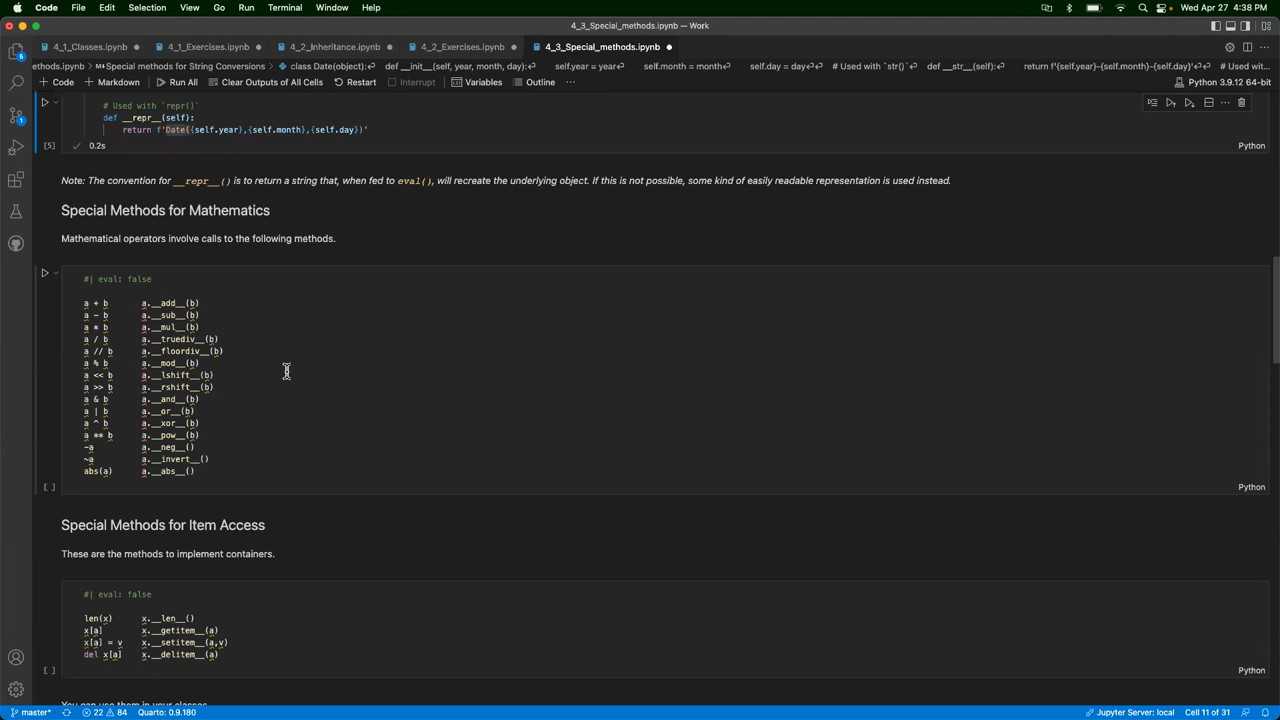 Code File Edit Selection View Go Run Terminal Window Help Wed Apr 27 4:38 PM
4_3_Special_methods.ipynb — Work
4_1_Classes.ipynb 4_1_Exercises.ipynb 4_2_Inheritance.ipynb 4_2_Exercises.ipynb 4_3_Special_methods.ipynb
ethods.ipynb > Special methods for String Conversions > class Date(object):↵ def __init__(self, year, month, day):↵ self.year = year↵ self.month = month↵ self.day = day↵ # Used with `str()`↵ def __str__(self):↵ return f'{self.year}-{self.month}-{self.day}'↵ # Used w
+ Code + Markdown Run All Clear Outputs of All Cells Restart Interrupt Variables Outline ... Python 3.9.12 64-bit
# Used with `repr()`
def __repr__(self):
return f'Date({self.year},{self.month},{self.day})'
[5] 0.2s Python
Note: The convention for __repr__() is to return a string that, when fed to eval(), will recreate the underlying object. If this is not possible, some kind of easily readable representation is used instead.
Special Methods for Mathematics
Mathematical operators involve calls to the following methods.
#| eval: false
a + b a.__add__(b)
a - b a.__sub__(b)
a * b a.__mul__(b)
a / b a.__truediv__(b)
a // b a.__floordiv__(b)
a % b a.__mod__(b)
a << b a.__lshift__(b)
a >> b a.__rshift__(b)
a & b a.__and__(b)
a | b a.__or__(b)
a ^ b a.__xor__(b)
a ** b a.__pow__(b)
-a a.__neg__()
~a a.__invert__()
abs(a) a.__abs__()
[ ] Python
Special Methods for Item Access
These are the methods to implement containers.
#| eval: false
len(x) x.__len__()
x[a] x.__getitem__(a)
x[a] = v x.__setitem__(a,v)
del x[a] x.__delitem__(a)
[ ] Python
You can use them in your classes.
master* 22 84 Quarto: 0.9.180 Jupyter Server: local Cell 11 of 31